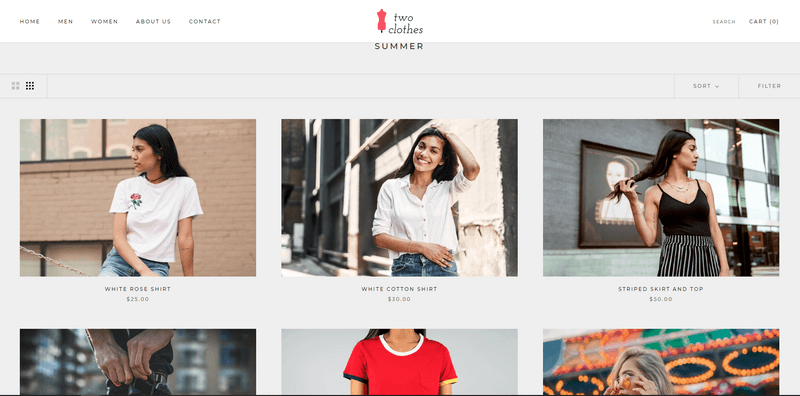 HOME MEN WOMEN ABOUT US CONTACT
two
clothes
SEARCH CART (0)
SUMMER
SORT FILTER
WHITE ROSE SHIRT
$25.00
WHITE COTTON SHIRT
$30.00
STRIPED SKIRT AND TOP
$50.00